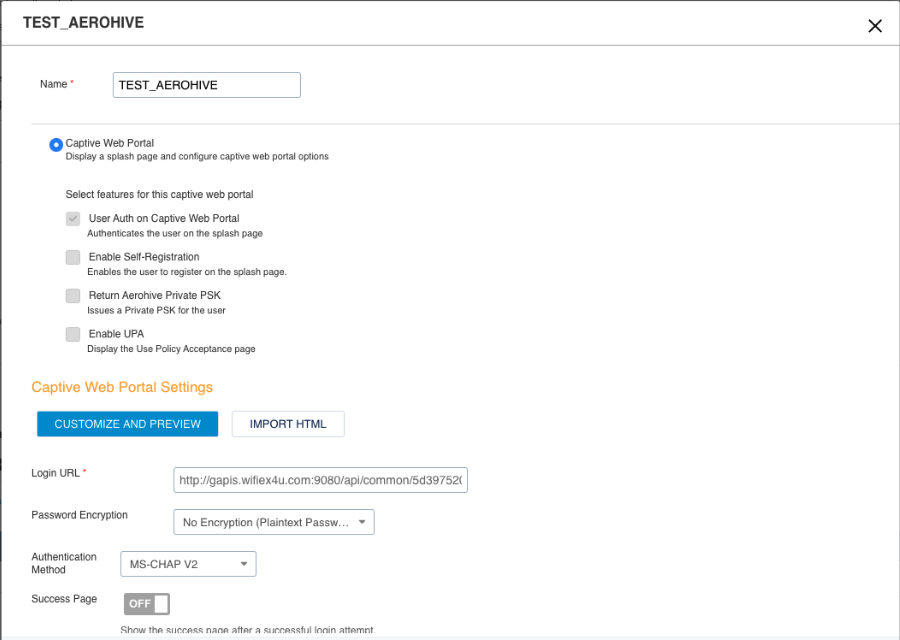 TEST_AEROHIVE
Name *
TEST_AEROHIVE
Captive Web Portal
Display a splash page and configure captive web portal options
Select features for this captive web portal
User Auth on Captive Web Portal
Authenticates the user on the splash page
Enable Self-Registration
Enables the user to register on the splash page.
Return Aerohive Private PSK
Issues a Private PSK for the user
Enable UPA
Display the Use Policy Acceptance page
Captive Web Portal Settings
CUSTOMIZE AND PREVIEW
IMPORT HTML
Login URL *
http://gapis.wifiex4u.com:9080/api/common/5d39752(
Password Encryption
No Encryption (Plaintext Passw...
Authentication
Method
MS-CHAP V2
Success Page
OFF
Show the success page after a successful login attempt.